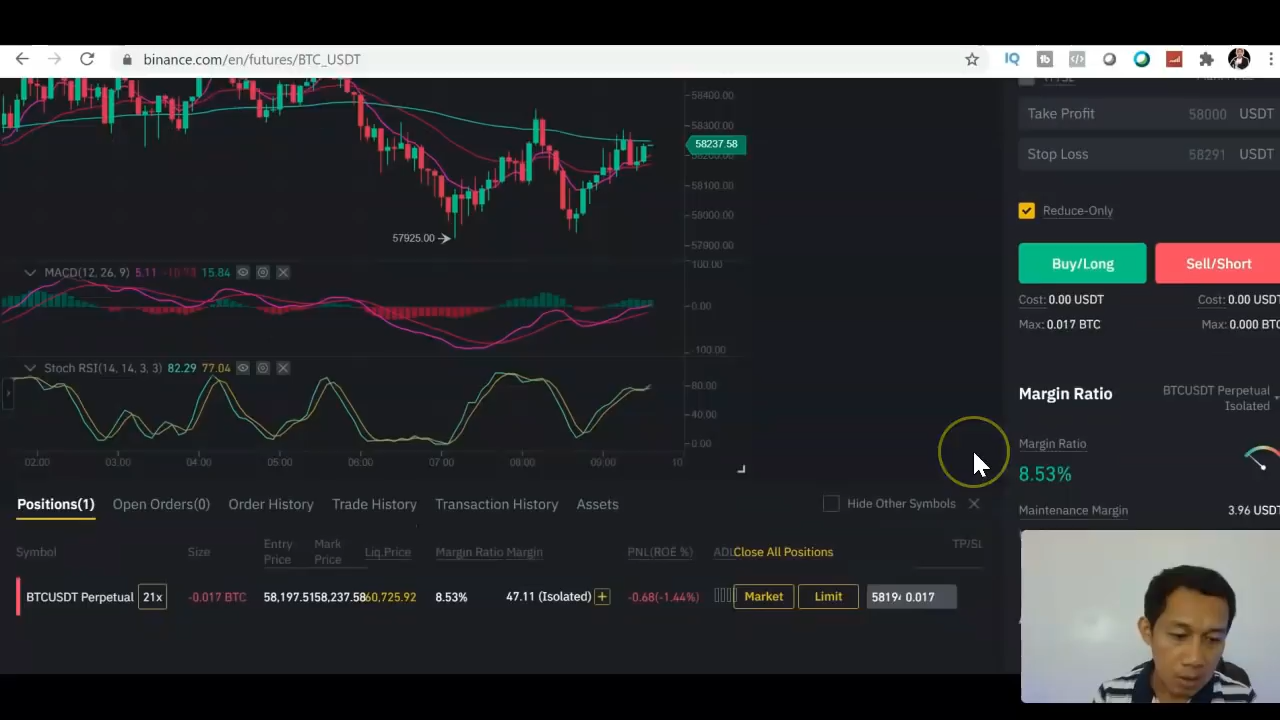 binance.com/en/futures/BTC_USDT
58400.00
Take Profit 58000 USDT
58300.00
58237.58
Stop Loss 58291 USDT
58100.00
Reduce-Only
58000.00
57925.00
57900.00
Buy/Long Sell/Short
MACD(12, 26, 9) 5.11 15.84
100.00
Cost: 0.00 USDT Cost: 0.00 USDT
0.00
Max: 0.017 BTC Max: 0.000 BTC
-100.00
Stoch RSI(14, 14, 3, 3) 82.29 77.04
80.00
Margin Ratio BTCUSDT Perpetual
Isolated
40.00
0.00
Margin Ratio
02:00 03:00 04:00 05:00 06:00 07:00 08:00 09:00 10
8.53%
Positions(1) Open Orders(0) Order History Trade History Transaction History Assets Hide Other Symbols
Maintenance Margin 3.96 USDT
Symbol Size Entry Price Mark Price Liq.Price Margin Ratio Margin PNL(ROE %) ADL Close All Positions TP/SL
BTCUSDT Perpetual 21x -0.017 BTC 58,197.51 58,237.58 60,725.92 8.53% 47.11 (Isolated) -0.68(-1.44%) Market Limit 5819 0.017